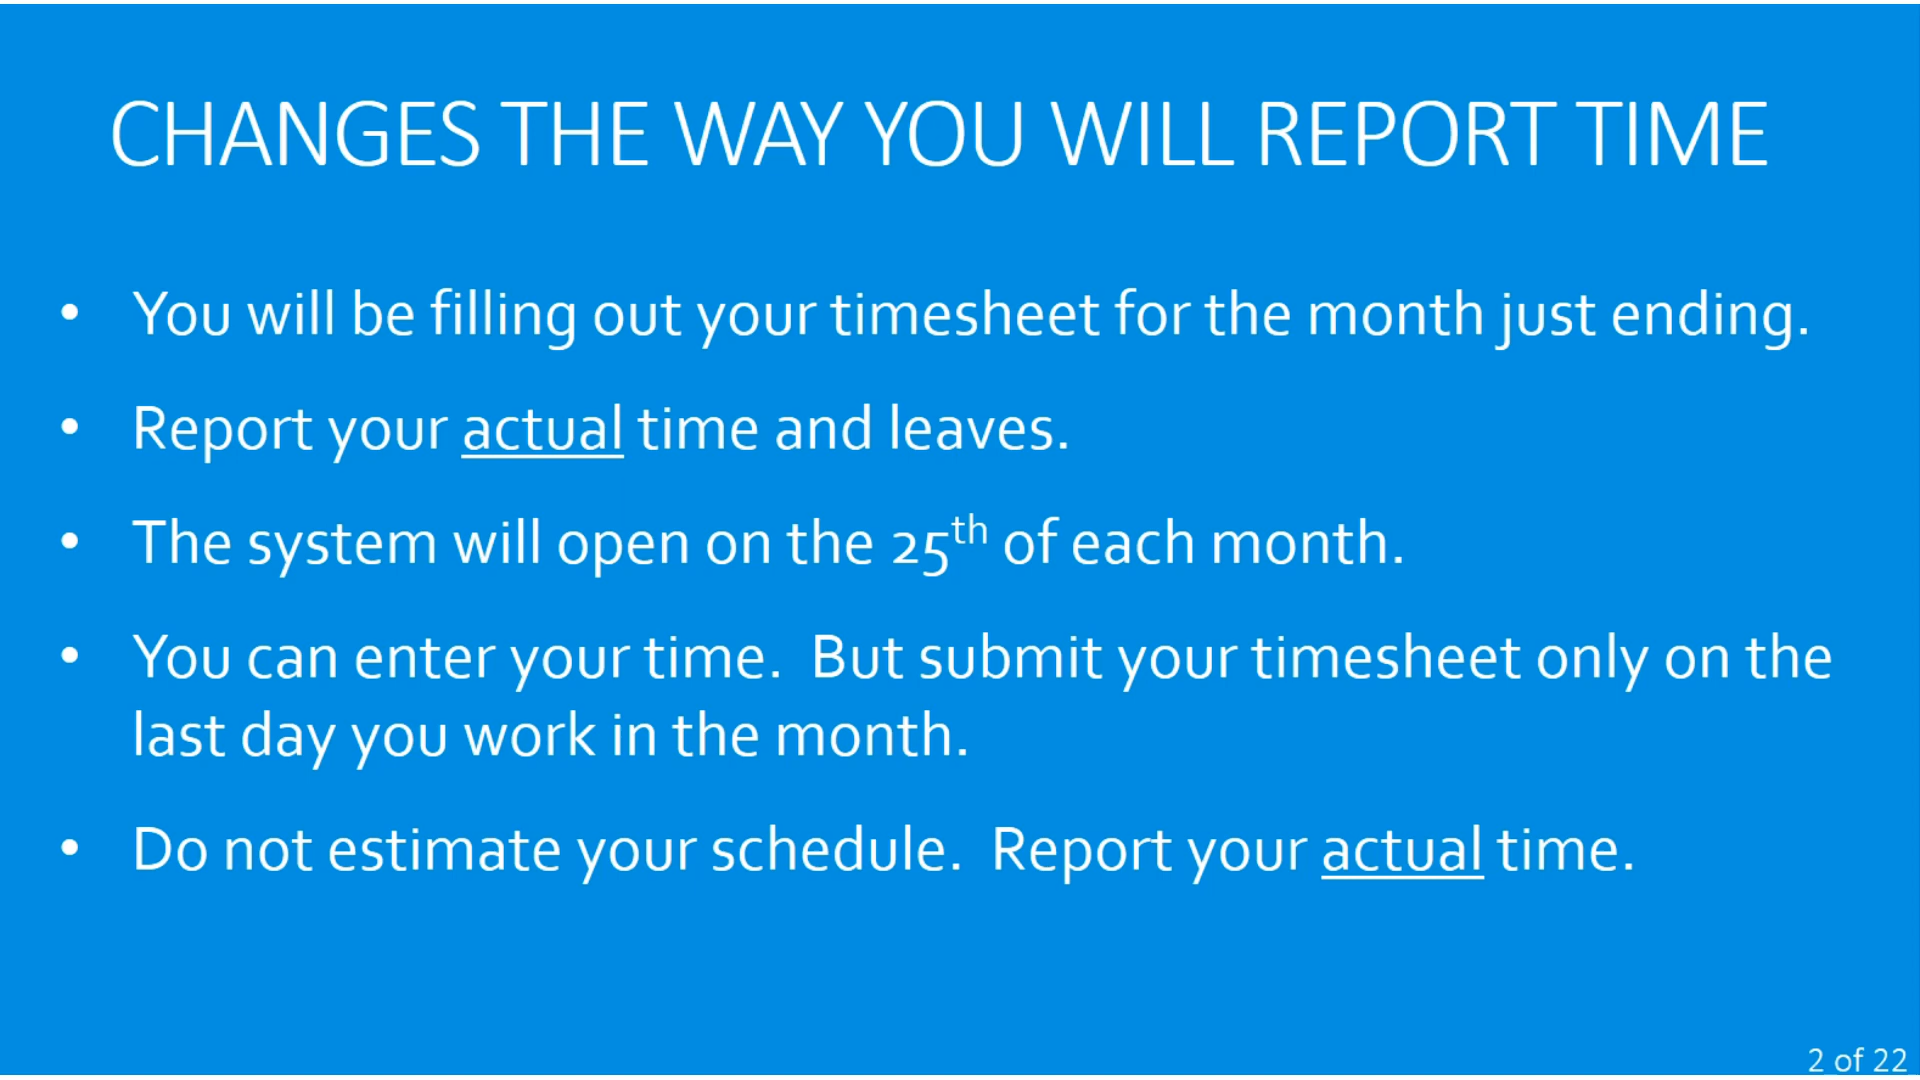 CHANGES THE WAY YOU WILL REPORT TIME
• You will be filling out your timesheet for the month just ending.
• Report your actual time and leaves.
• The system will open on the 25th of each month.
• You can enter your time.  But submit your timesheet only on the
last day you work in the month.
• Do not estimate your schedule.  Report your actual time.
2 of 22